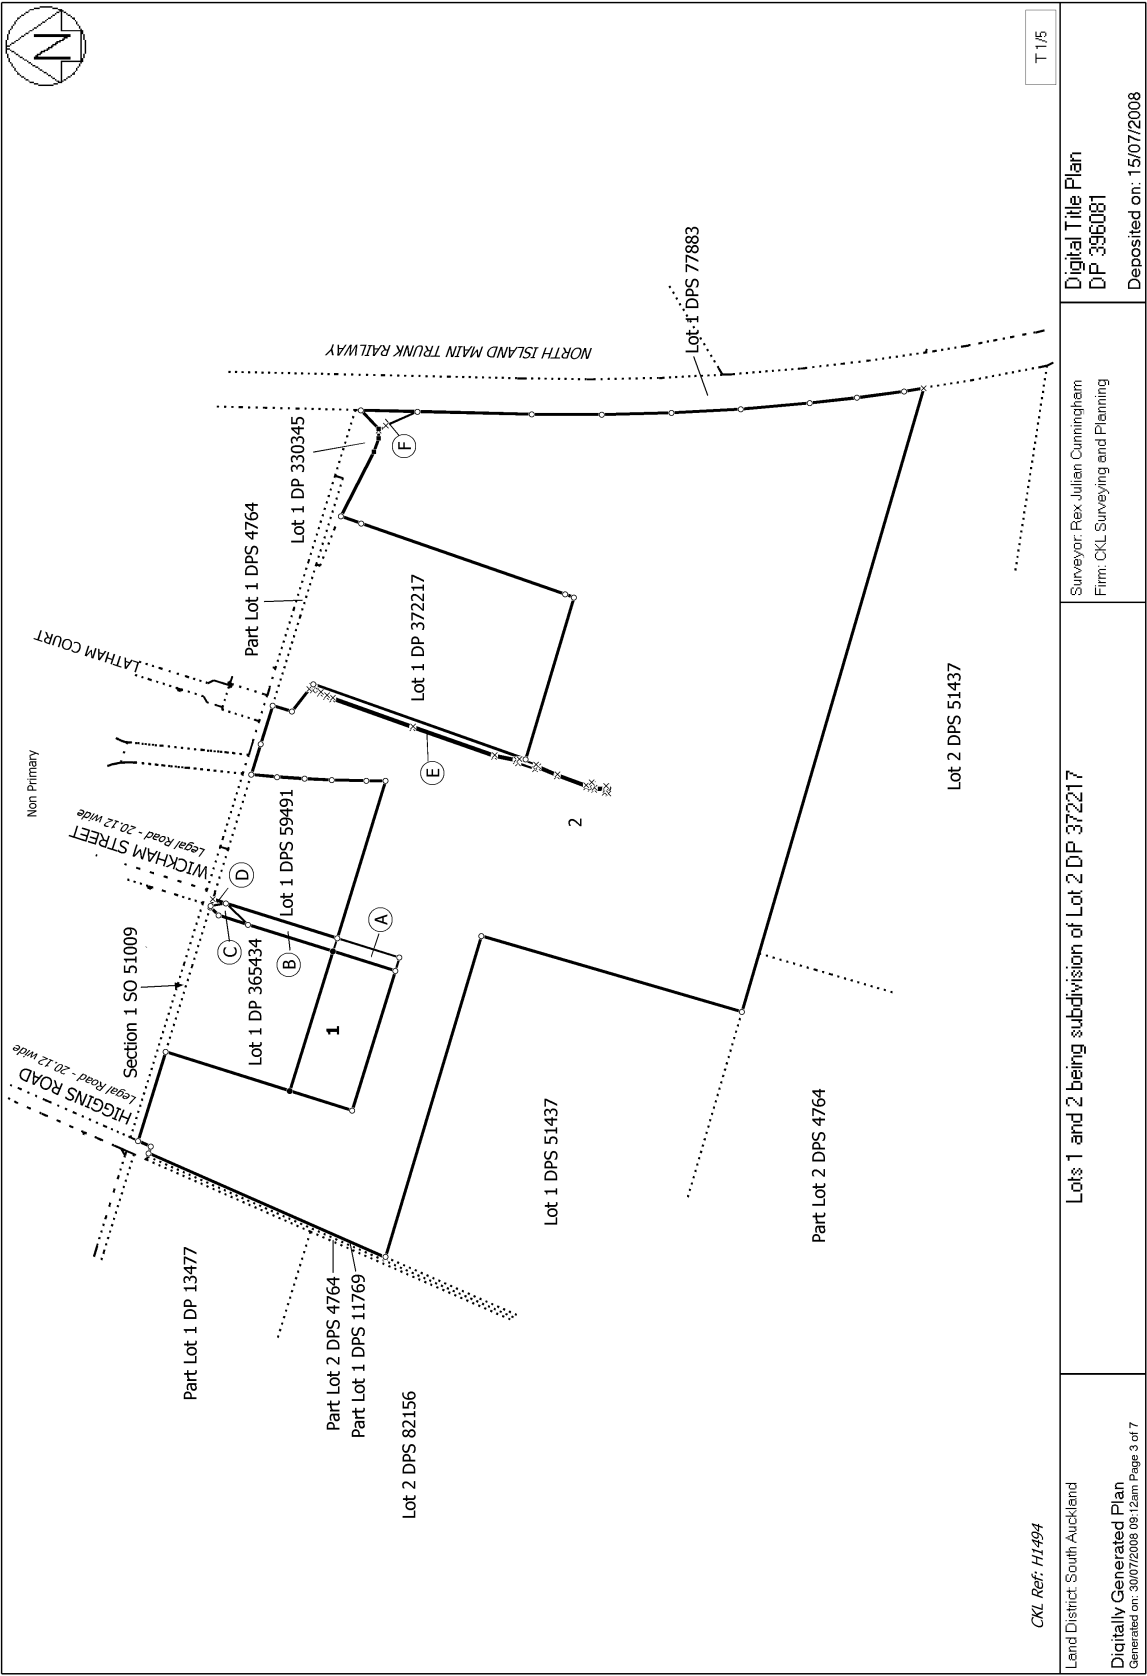 N
T 1/5
Non Primary
LATHAM COURT
WICKHAM STREET
Legal Road - 20.12 wide
HIGGINS ROAD
Legal Road - 20.12 wide
NORTH ISLAND MAIN TRUNK RAILWAY
Section 1 SO 51009
Part Lot 1 DPS 4764
Lot 1 DP 330345
Lot 1 DPS 77883
Lot 1 DP 372217
Lot 1 DPS 59491
Lot 1 DP 365434
A
B
C
D
E
F
1
2
Part Lot 1 DP 13477
Part Lot 2 DPS 4764
Part Lot 1 DPS 11769
Lot 2 DPS 82156
Lot 1 DPS 51437
Part Lot 2 DPS 4764
Lot 2 DPS 51437
CKL Ref: H1494
Land District: South Auckland
Digitally Generated Plan
Generated on: 30/07/2008 09:12am Page 3 of 7
Lots 1 and 2 being subdivision of Lot 2 DP 372217
Surveyor: Rex Julian Cunningham
Firm: CKL Surveying and Planning
Digital Title Plan
DP 396081
Deposited on: 15/07/2008